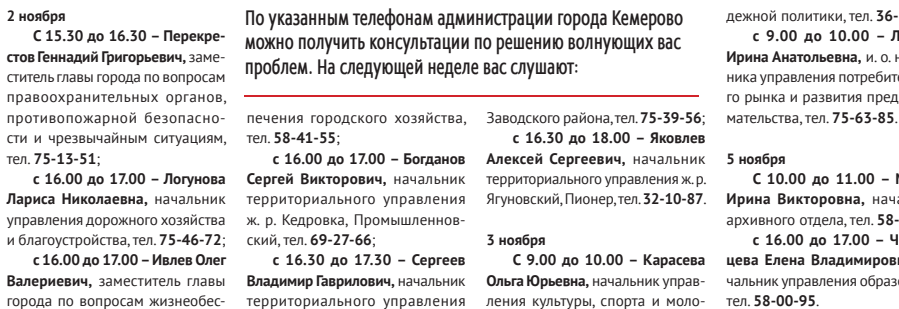 По указанным телефонам администрации города Кемерово
можно получить консультации по решению волнующих вас
проблем. На следующей неделе вас слушают:
2 ноября
С 15.30 до 16.30 – Перекре-
стов Геннадий Григорьевич, заме-
ститель главы города по вопросам
правоохранительных органов,
противопожарной безопасно-
сти и чрезвычайным ситуациям,
тел. 75-13-51;
с 16.00 до 17.00 – Логунова
Лариса Николаевна, начальник
управления дорожного хозяйства
и благоустройства, тел. 75-46-72;
с 16.00 до 17.00 – Ивлев Олег
Валериевич, заместитель главы
города по вопросам жизнеобес-
печения городского хозяйства,
тел. 58-41-55;
с 16.00 до 17.00 – Богданов
Сергей Викторович, начальник
территориального управления
ж. р. Кедровка, Промышленнов-
ский, тел. 69-27-66;
с 16.30 до 17.30 – Сергеев
Владимир Гаврилович, начальник
территориального управления
Заводского района, тел. 75-39-56;
с 16.30 до 18.00 – Яковлев
Алексей Сергеевич, начальник
территориального управления ж. р.
Ягуновский, Пионер, тел. 32-10-87.
3 ноября
С 9.00 до 10.00 – Карасева
Ольга Юрьевна, начальник управ-
ления культуры, спорта и моло-
дежной политики, тел. 36-
с 9.00 до 10.00 –
Ирина Анатольевна, и. о.
ника управления
го рынка и развития
мательства, тел. 75-63-85.
5 ноября
С 10.00 до 11.00 –
Ирина Викторовна,
архивного отдела, тел. 58-
с 16.00 до 17.00 –
цева Елена
чальник управления
тел. 58-00-95.